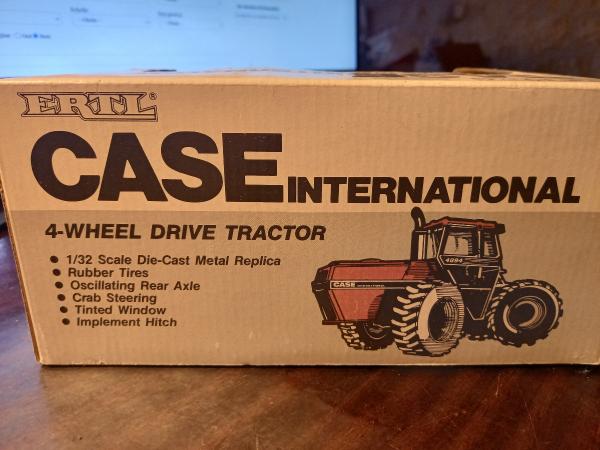 ERTL®
CASE INTERNATIONAL
4-WHEEL DRIVE TRACTOR
● 1/32 Scale Die-Cast Metal Replica
● Rubber Tires
● Oscillating Rear Axle
● Crab Steering
● Tinted Window
● Implement Hitch
4894
CASE INTERNATIONAL